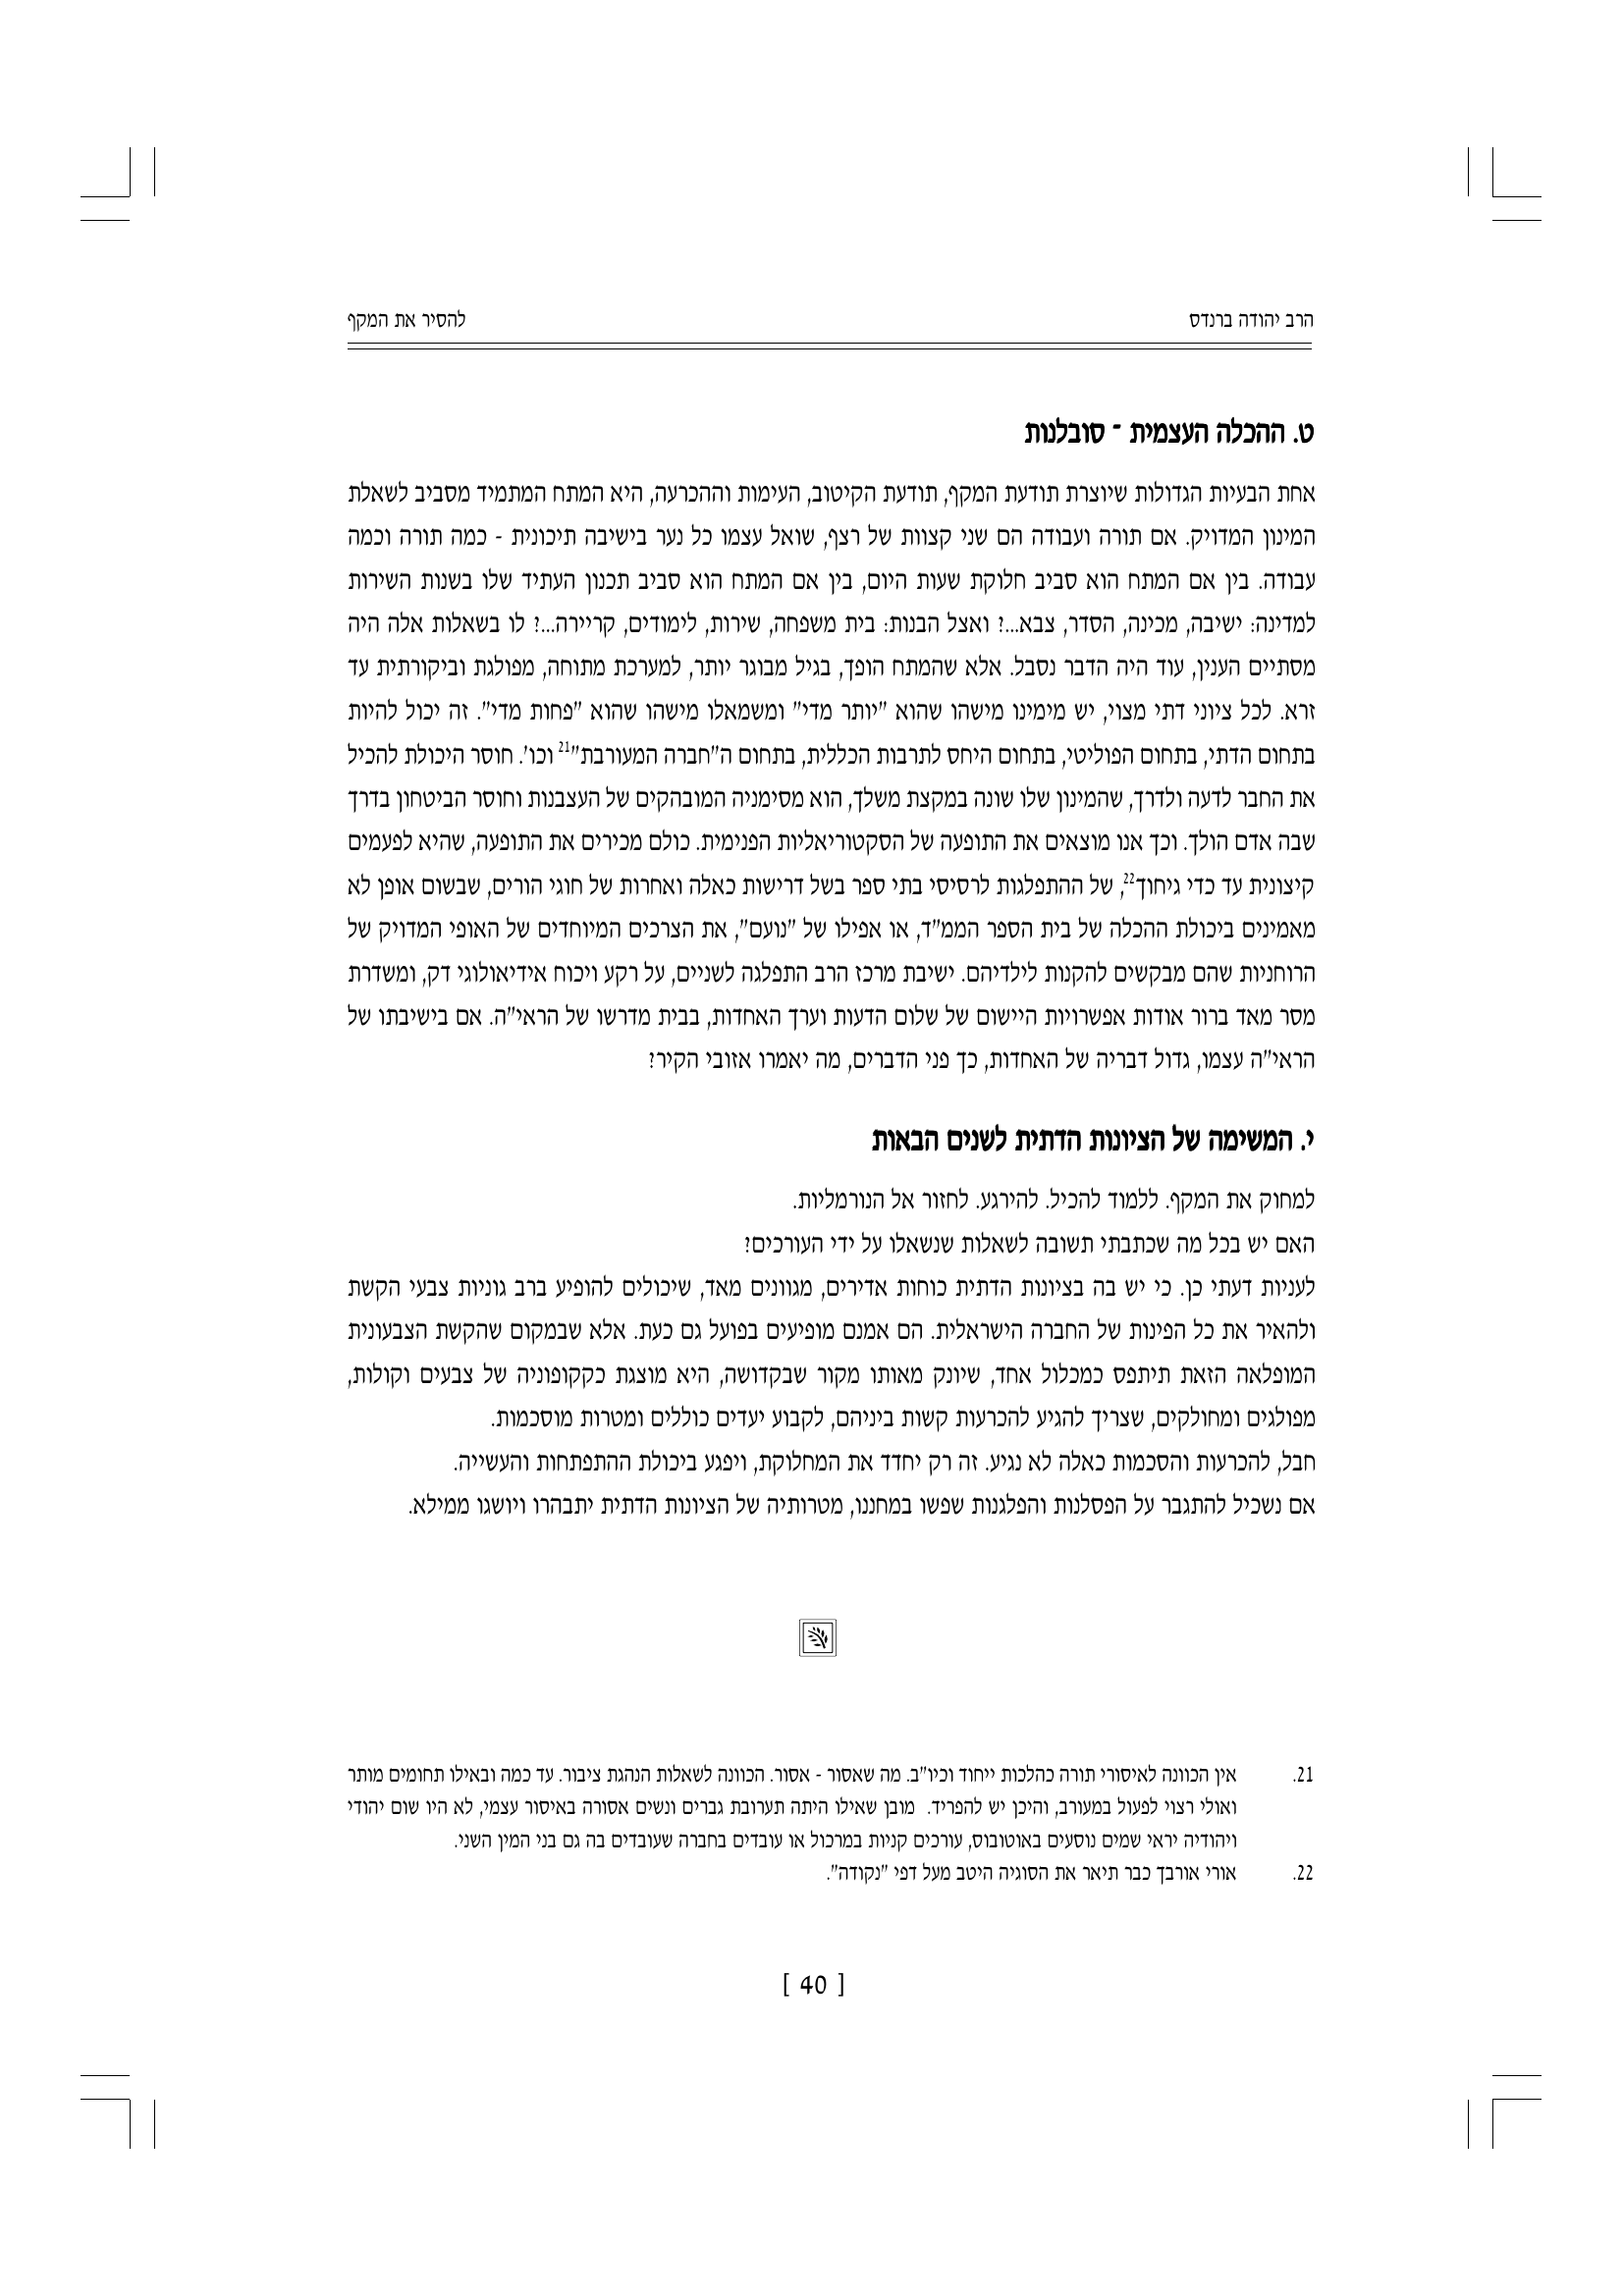 הרב יהודה ברנדס
להסיר את המקף
ט. ההכלה העצמית - סובלנות
אחת הבעיות הגדולות שיוצרת תודעת המקף, תודעת הקיטוב, העימות וההכרעה, היא המתח המתמיד מסביב לשאלת
המינון המדויק. אם תורה ועבודה הם שני קצוות של רצף, שואל עצמו כל נער בישיבה תיכונית - כמה תורה וכמה
עבודה. בין אם המתח הוא סביב חלוקת שעות היום, בין אם המתח הוא סביב תכנון העתיד שלו בשנות השירות
למדינה: ישיבה, מכינה, הסדר, צבא...? ואצל הבנות: בית משפחה, שירות, לימודים, קריירה...? לו בשאלות אלה היה
מסתיים הענין, עוד היה הדבר נסבל. אלא שהמתח הופך, בגיל מבוגר יותר, למערכת מתוחה, מפולגת וביקורתית עד
זרא. לכל ציוני דתי מצוי, יש מימינו מישהו שהוא "יותר מדי" ומשמאלו מישהו שהוא "פחות מדי". זה יכול להיות
בתחום הדתי, בתחום הפוליטי, בתחום היחס לתרבות הכללית, בתחום ה"חברה המעורבת"21 וכו'. חוסר היכולת להכיל
את החבר לדעה ולדרך, שהמינון שלו שונה במקצת משלך, הוא מסימניה המובהקים של העצבנות וחוסר הביטחון בדרך
שבה אדם הולך. וכך אנו מוצאים את התופעה של הסקטוריאליות הפנימית. כולם מכירים את התופעה, שהיא לפעמים
קיצונית עד כדי גיחוך22, של ההתפלגות לרסיסי בתי ספר בשל דרישות כאלה ואחרות של חוגי הורים, שבשום אופן לא
מאמינים ביכולת ההכלה של בית הספר הממ"ד, או אפילו של "נועם", את הצרכים המיוחדים של האופי המדויק של
הרוחניות שהם מבקשים להקנות לילדיהם. ישיבת מרכז הרב התפלגה לשניים, על רקע ויכוח אידיאולוגי דק, ומשדרת
מסר מאד ברור אודות אפשרויות היישום של שלום הדעות וערך האחדות, בבית מדרשו של הראי"ה. אם בישיבתו של
הראי"ה עצמו, גדול דבריה של האחדות, כך פני הדברים, מה יאמרו אזובי הקיר?
י. המשימה של הציונות הדתית לשנים הבאות
למחוק את המקף. ללמוד להכיל. להירגע. לחזור אל הנורמליות.
האם יש בכל מה שכתבתי תשובה לשאלות שנשאלו על ידי העורכים?
לעניות דעתי כן. כי יש בה בציונות הדתית כוחות אדירים, מגוונים מאד, שיכולים להופיע ברב גוניות צבעי הקשת
ולהאיר את כל הפינות של החברה הישראלית. הם אמנם מופיעים בפועל גם כעת. אלא שבמקום שהקשת הצבעונית
המופלאה הזאת תיתפס כמכלול אחד, שיונק מאותו מקור שבקדושה, היא מוצגת כקקופוניה של צבעים וקולות,
מפולגים ומחולקים, שצריך להגיע להכרעות קשות ביניהם, לקבוע יעדים כוללים ומטרות מוסכמות.
חבל, להכרעות והסכמות כאלה לא נגיע. זה רק יחדד את המחלוקת, ויפגע ביכולת ההתפתחות והעשייה.
אם נשכיל להתגבר על הפסלנות והפלגנות שפשו במחננו, מטרותיה של הציונות הדתית יתבהרו ויושגו ממילא.
21. אין הכוונה לאיסורי תורה כהלכות ייחוד וכיו"ב. מה שאסור - אסור. הכוונה לשאלות הנהגת ציבור. עד כמה ובאילו תחומים מותר
ואולי רצוי לפעול במעורב, והיכן יש להפריד. מובן שאילו היתה תערובת גברים ונשים אסורה באיסור עצמי, לא היו שום יהודי
ויהודיה יראי שמים נוסעים באוטובוס, עורכים קניות במרכול או עובדים בחברה שעובדים בה גם בני המין השני.
22. אורי אורבך כבר תיאר את הסוגיה היטב מעל דפי "נקודה".
[ 40 ]